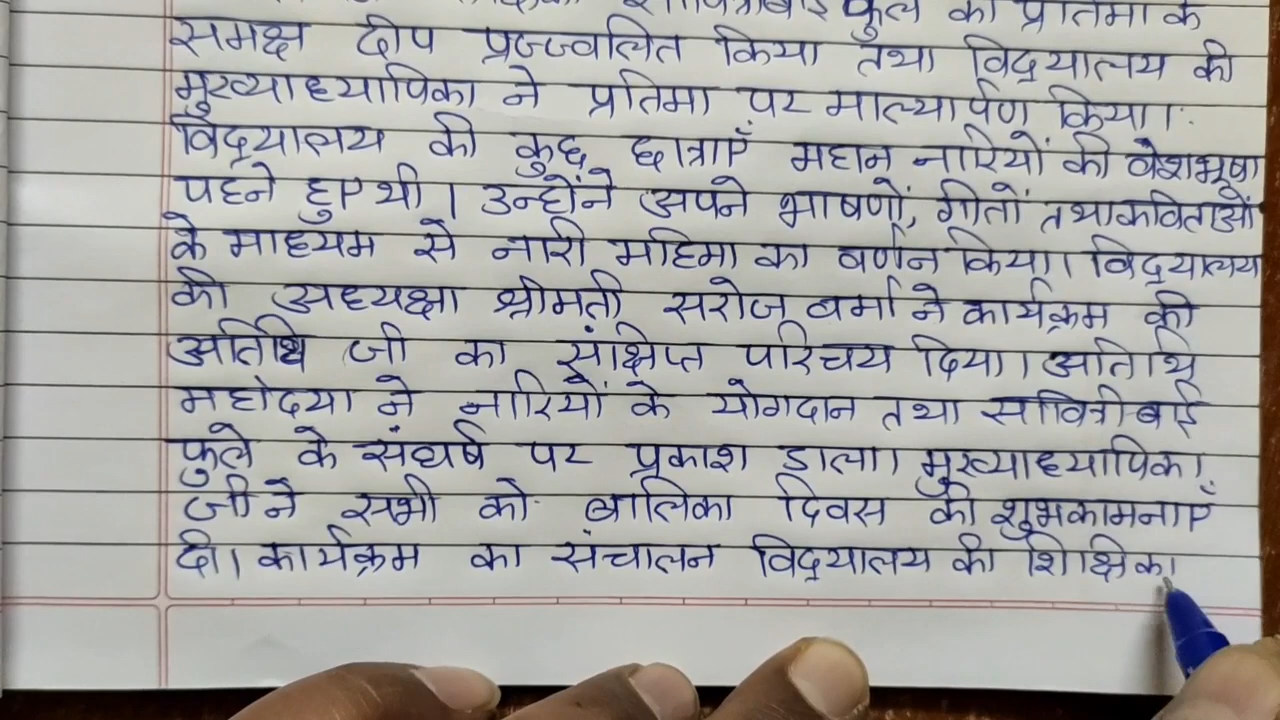 फुले की प्रतिमा के
समक्ष दीप प्रज्ज्वलित किया तथा विद्यालय की
मुख्याध्यापिका ने प्रतिमा पर माल्यार्पण किया।
विद्यालय की कुछ छात्राएँ महान नारियों की वेशभूषा
पहने हुए थी। उन्होंने अपने भाषणों, गीतों तथा कविताओं
के माध्यम से नारी महिमा का वर्णन किया। विद्यालय
की अध्यक्षा श्रीमती सरोज वर्मा ने कार्यक्रम की
अतिथि जी का संक्षिप्त परिचय दिया। अतिथि
महोदया ने नारियों के योगदान तथा सावित्रीबाई
फुले के संघर्ष पर प्रकाश डाला। मुख्याध्यापिका
जी ने सभी को बालिका दिवस की शुभकामनाएँ
दी। कार्यक्रम का संचालन विद्यालय की शिक्षिका